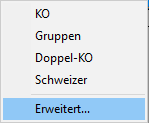 KO
Gruppen
Doppel-KO
Schweizer
Erweitert...